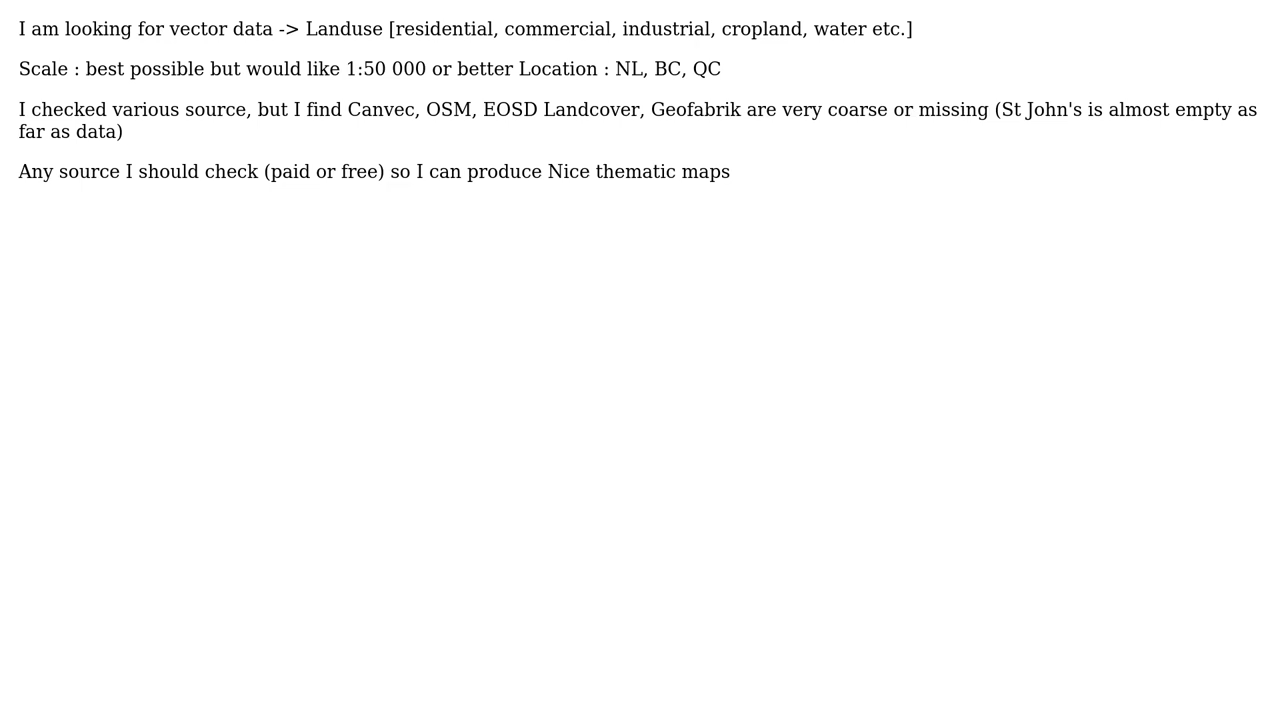 I am looking for vector data -> Landuse [residential, commercial, industrial, cropland, water etc.]
Scale : best possible but would like 1:50 000 or better Location : NL, BC, QC
I checked various source, but I find Canvec, OSM, EOSD Landcover, Geofabrik are very coarse or missing (St John's is almost empty as
far as data)
Any source I should check (paid or free) so I can produce Nice thematic maps